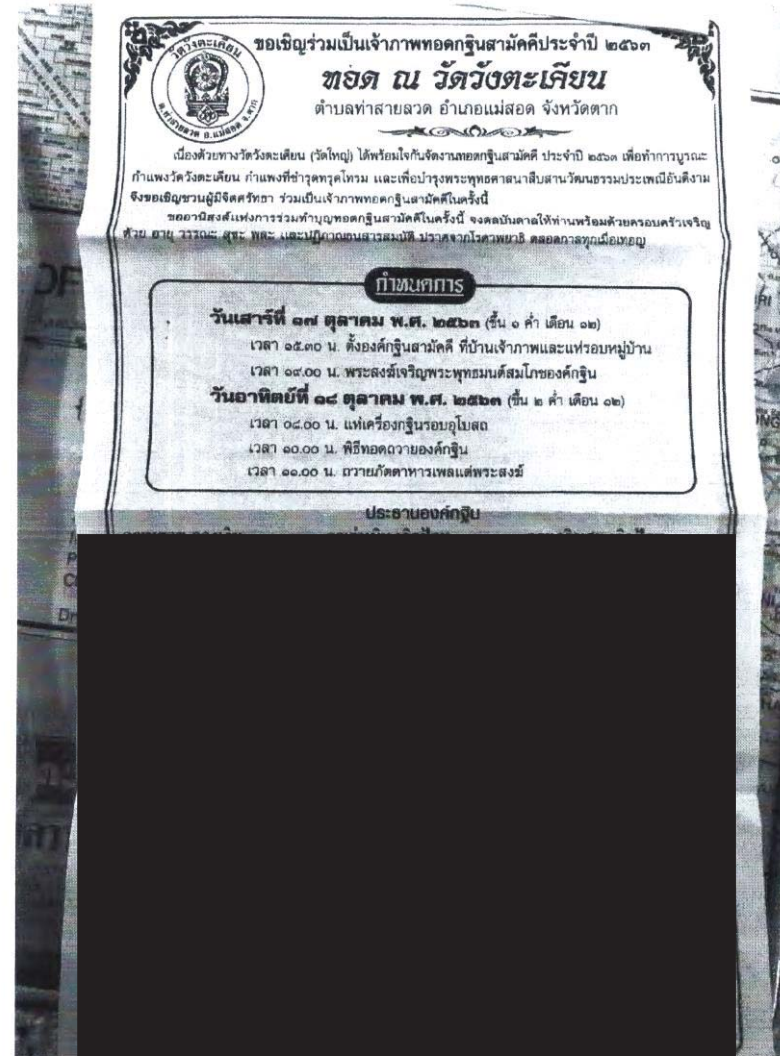 วัดวังตะเคียน
ต.ท่าสายลวด อ.แม่สอด จ.ตาก
ขอเชิญร่วมเป็นเจ้าภาพทอดกฐินสามัคคีประจำปี ๒๕๖๓
ทอด ณ วัดวังตะเคียน
ตำบลท่าสายลวด อำเภอแม่สอด จังหวัดตาก
เนื่องด้วยทางวัดวังตะเคียน (วัดใหญ่) ได้พร้อมใจกันจัดงานทอดกฐินสามัคคี ประจำปี ๒๕๖๓ เพื่อทำการบูรณะ
กำแพงวัดวังตะเคียน กำแพงที่ชำรุดทรุดโทรม และเพื่อบำรุงพระพุทธศาสนาสืบสานวัฒนธรรมประเพณีอันดีงาม
จึงขอเชิญชวนผู้มีจิตศรัทธา ร่วมเป็นเจ้าภาพทอดกฐินสามัคคีในครั้งนี้
ขออานิสงส์แห่งการร่วมทำบุญทอดกฐินสามัคคีในครั้งนี้ จงดลบันดาลให้ท่านพร้อมด้วยครอบครัวเจริญ
ด้วย อายุ วรรณะ สุขะ พละ และปฏิภาณธนสารสมบัติ ปราศจากโรคาพยาธิ ตลอดกาลทุกเมื่อเทอญ
กำหนดการ
วันเสาร์ที่ ๑๗ ตุลาคม พ.ศ. ๒๕๖๓ (ขึ้น ๑ ค่ำ เดือน ๑๒)
เวลา ๑๕.๓๐ น. ตั้งองค์กฐินสามัคคี ที่บ้านเจ้าภาพและแห่รอบหมู่บ้าน
เวลา ๑๙.๐๐ น. พระสงฆ์เจริญพระพุทธมนต์สมโภชองค์กฐิน
วันอาทิตย์ที่ ๑๘ ตุลาคม พ.ศ. ๒๕๖๓ (ขึ้น ๒ ค่ำ เดือน ๑๒)
เวลา ๐๘.๐๐ น. แห่เครื่องกฐินรอบอุโบสถ
เวลา ๑๐.๐๐ น. พิธีทอดถวายองค์กฐิน
เวลา ๑๑.๐๐ น. ถวายภัตตาหารเพลแด่พระสงฆ์
ประธานองค์กฐิน